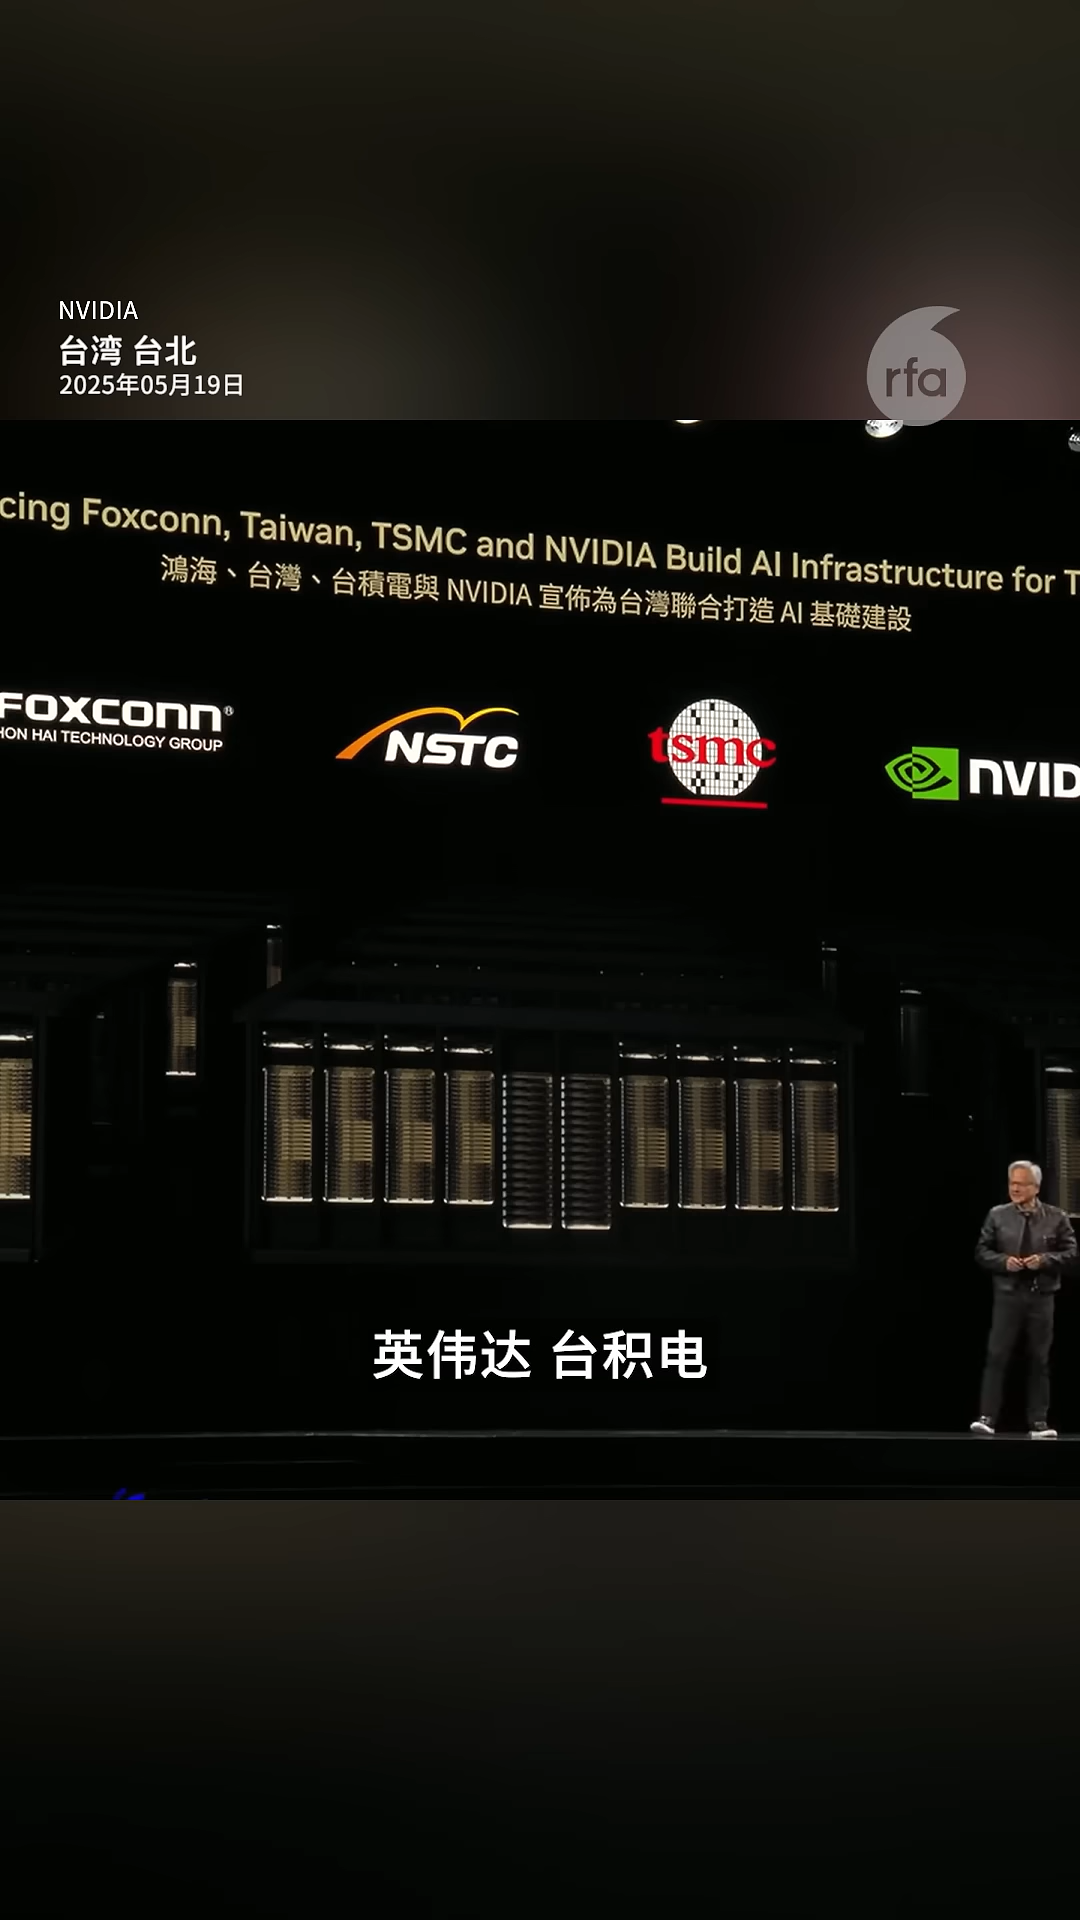 NVIDIA
台湾 台北
2025年05月19日
rfa
cing Foxconn, Taiwan, TSMC and NVIDIA Build AI Infrastructure for T
鴻海、台灣、台積電與 NVIDIA 宣佈為台灣聯合打造 AI 基礎建設
FOXCONN®
HON HAI TECHNOLOGY GROUP
NSTC
tsmc
NVID
英伟达 台积电